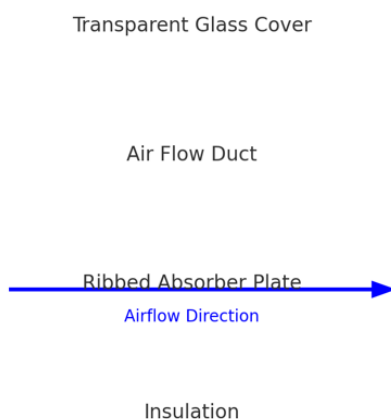 Transparent Glass Cover
Air Flow Duct
Ribbed Absorber Plate
Airflow Direction
Insulation